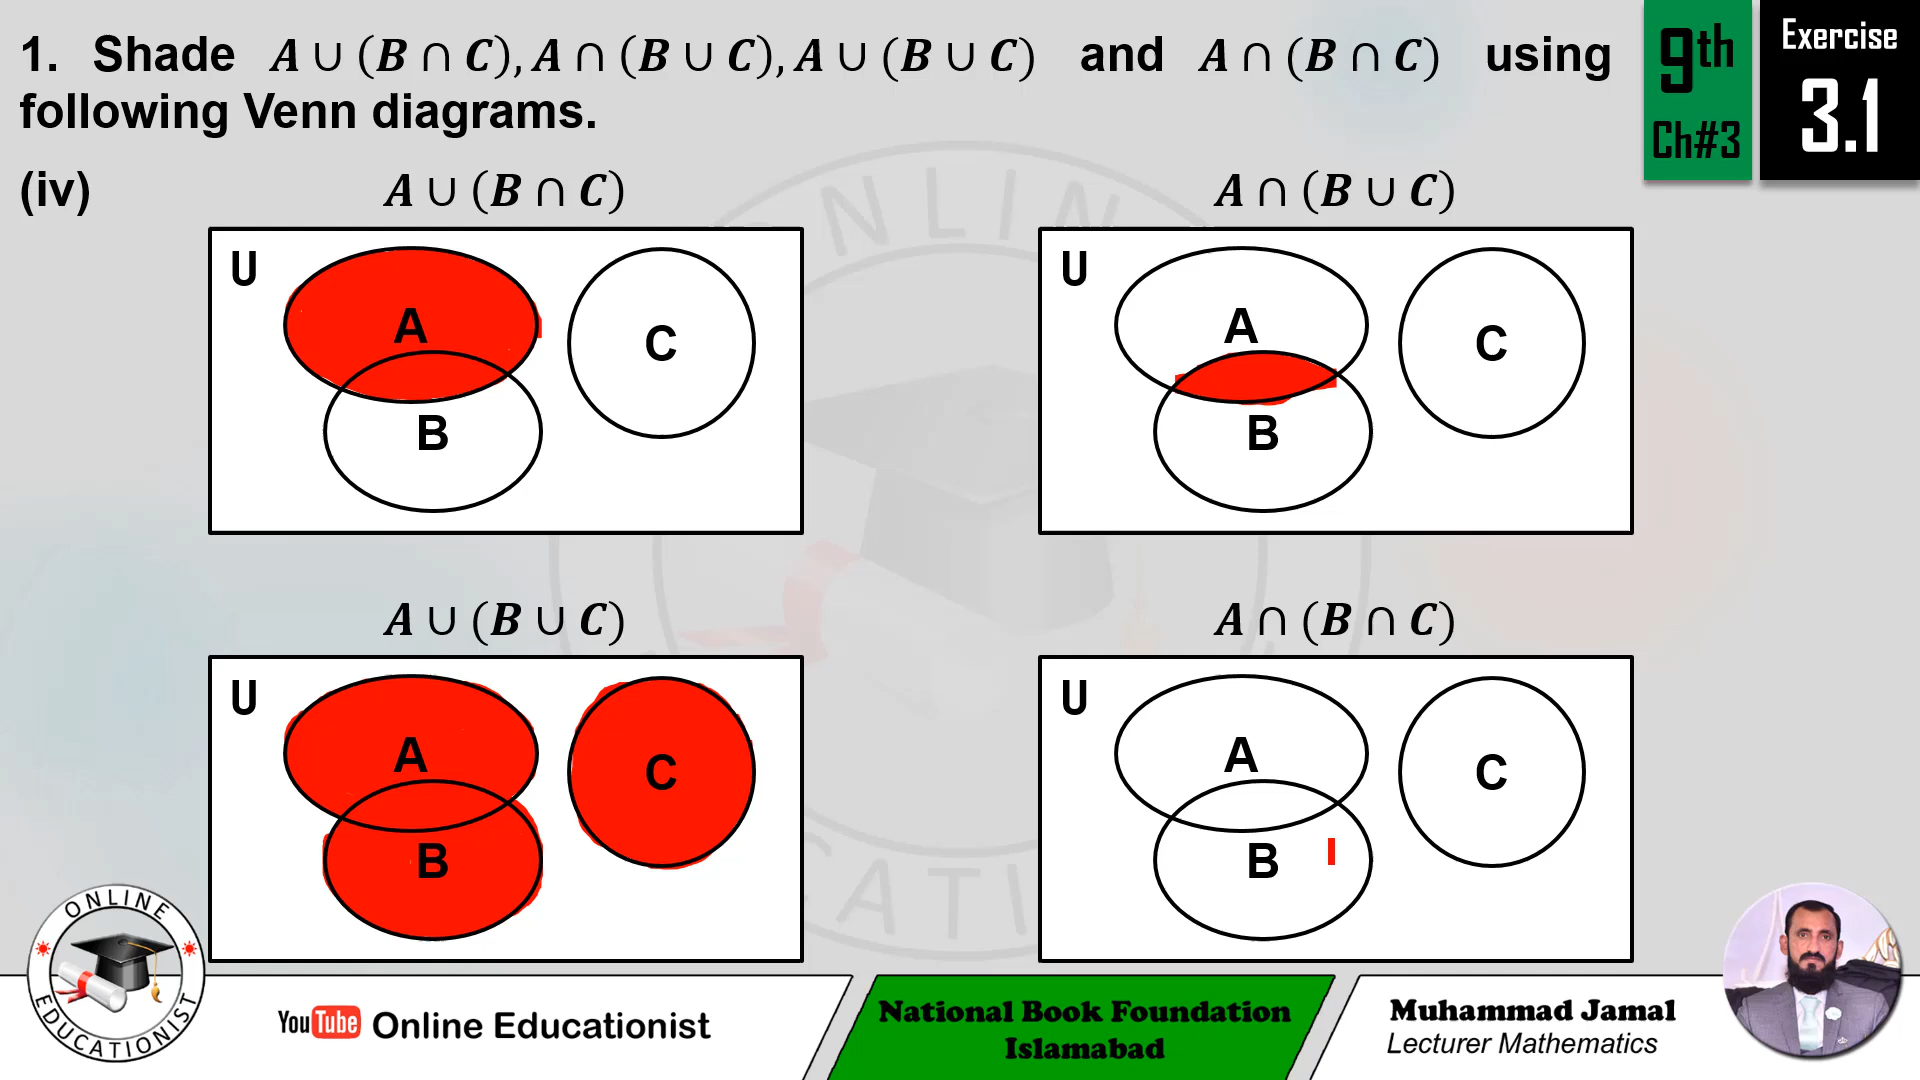 1. Shade A ∪ (B ∩ C), A ∩ (B ∪ C), A ∪ (B ∪ C) and A ∩ (B ∩ C) using
following Venn diagrams.
9th
Ch#3
Exercise
3.1
(iv)
A ∪ (B ∩ C)
U
A
B
C
A ∩ (B ∪ C)
U
A
B
C
A ∪ (B ∪ C)
U
A
B
C
A ∩ (B ∩ C)
U
A
B
C
ONLINE
EDUCATIONIST
YouTube Online Educationist
National Book Foundation
Islamabad
Muhammad Jamal
Lecturer Mathematics